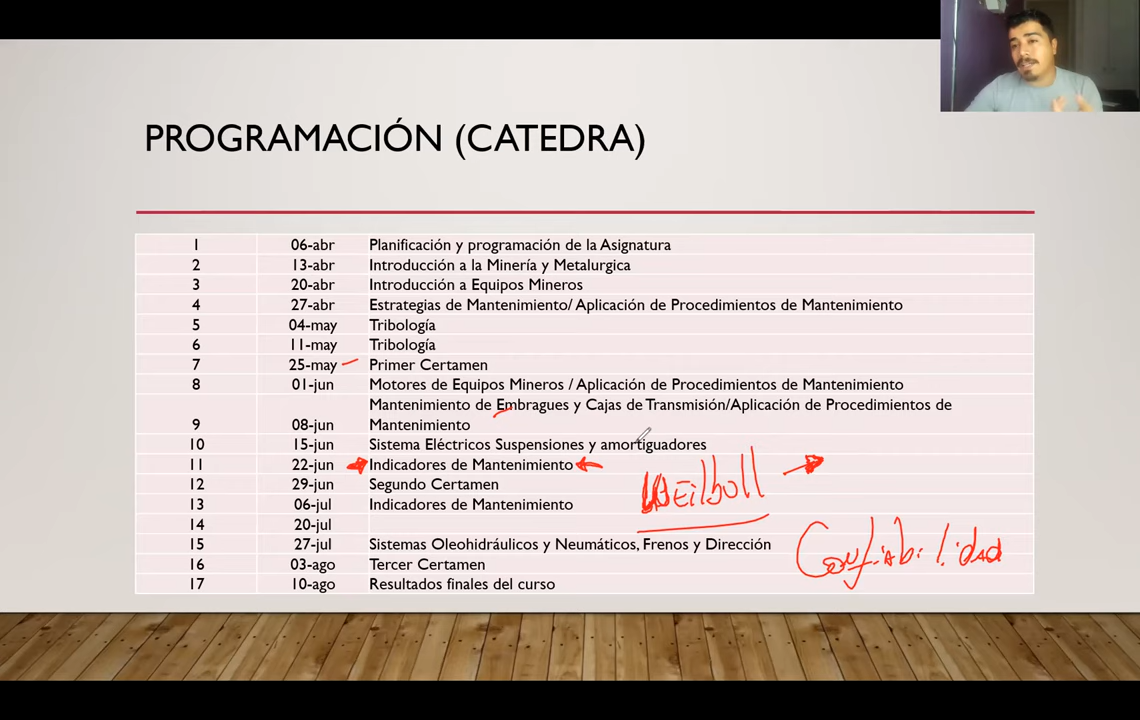 PROGRAMACIÓN (CATEDRA)
1 06-abr Planificación y programación de la Asignatura
2 13-abr Introducción a la Minería y Metalurgica
3 20-abr Introducción a Equipos Mineros
4 27-abr Estrategias de Mantenimiento/ Aplicación de Procedimientos de Mantenimiento
5 04-may Tribología
6 11-may Tribología
7 25-may Primer Certamen
8 01-jun Motores de Equipos Mineros / Aplicación de Procedimientos de Mantenimiento
Mantenimiento de Embragues y Cajas de Transmisión/Aplicación de Procedimientos de
9 08-jun Mantenimiento
10 15-jun Sistema Eléctricos Suspensiones y amortiguadores
11 22-jun Indicadores de Mantenimiento
12 29-jun Segundo Certamen
Weilbull
13 06-jul Indicadores de Mantenimiento
14 20-jul
15 27-jul Sistemas Oleohidráulicos y Neumáticos, Frenos y Dirección
Confiabilidad
16 03-ago Tercer Certamen
17 10-ago Resultados finales del curso